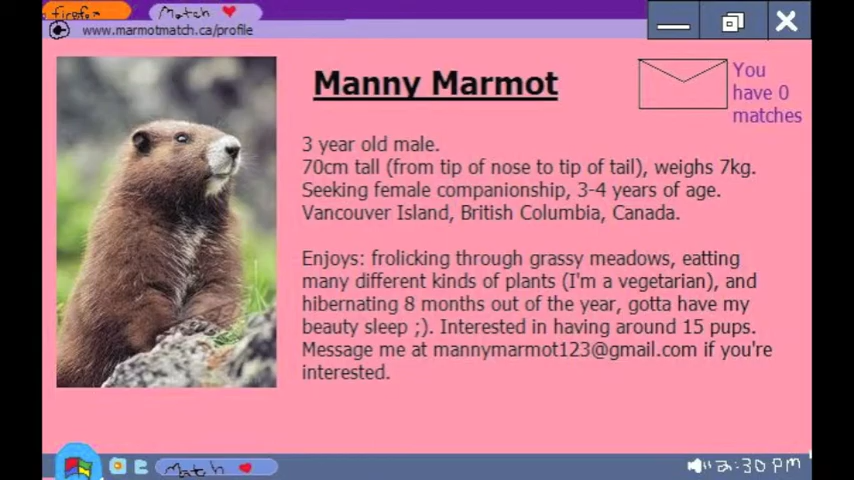 firefox
Match
www.marmotmatch.ca/profile
Manny Marmot
You
have 0
matches
3 year old male.
70cm tall (from tip of nose to tip of tail), weighs 7kg.
Seeking female companionship, 3-4 years of age.
Vancouver Island, British Columbia, Canada.
Enjoys: frolicking through grassy meadows, eatting
many different kinds of plants (I'm a vegetarian), and
hibernating 8 months out of the year, gotta have my
beauty sleep ;). Interested in having around 15 pups.
Message me at mannymarmot123@gmail.com if you're
interested.
Match
2:30 PM